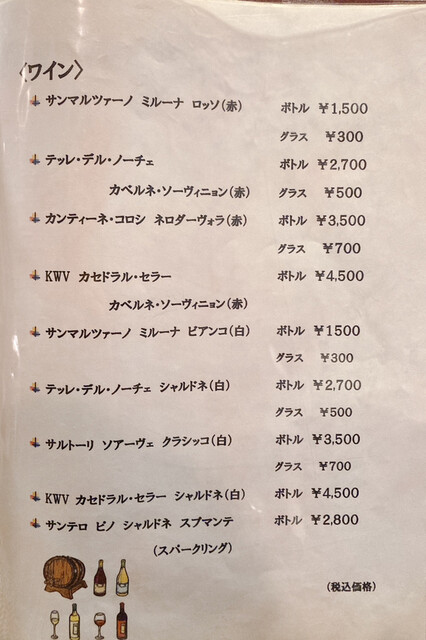 〈ワイン〉
サンマルツァーノ ミルーナ ロッソ(赤) ボトル ￥1,500
グラス ￥300
テッレ・デル・ノーチェ ボトル ￥2,700
カベルネ・ソーヴィニョン(赤) グラス ￥500
カンティーネ・コロシ ネロダーヴォラ(赤) ボトル ￥3,500
グラス ￥700
KWV カセドラル・セラー ボトル ￥4,500
カベルネ・ソーヴィニョン(赤)
サンマルツァーノ ミルーナ ビアンコ(白) ボトル ￥1500
グラス ￥300
テッレ・デル・ノーチェ シャルドネ(白) ボトル ￥2,700
グラス ￥500
サルトーリ ソアーヴェ クラシッコ(白) ボトル ￥3,500
グラス ￥700
KWV カセドラル・セラー シャルドネ(白) ボトル ￥4,500
サンテロ ピノ シャルドネ スプマンテ ボトル ￥2,800
(スパークリング)
(税込価格)